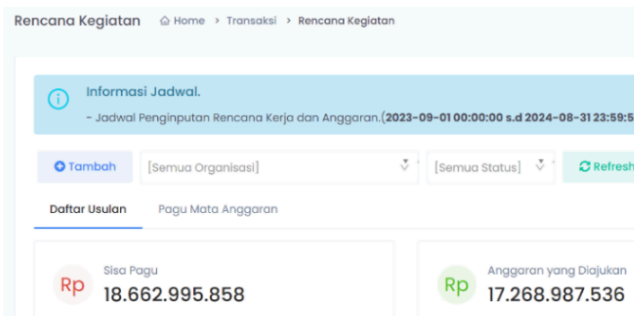 Rencana Kegiatan Home > Transaksi > Rencana Kegiatan
Informasi Jadwal.
- Jadwal Penginputan Rencana Kerja dan Anggaran.(2023-09-01 00:00:00 s.d 2024-08-31 23:59:5
Tambah [Semua Organisasi] [Semua Status] Refresh
Daftar Usulan Pagu Mata Anggaran
Rp Sisa Pagu
18.662.995.858
Rp Anggaran yang Diajukan
17.268.987.536